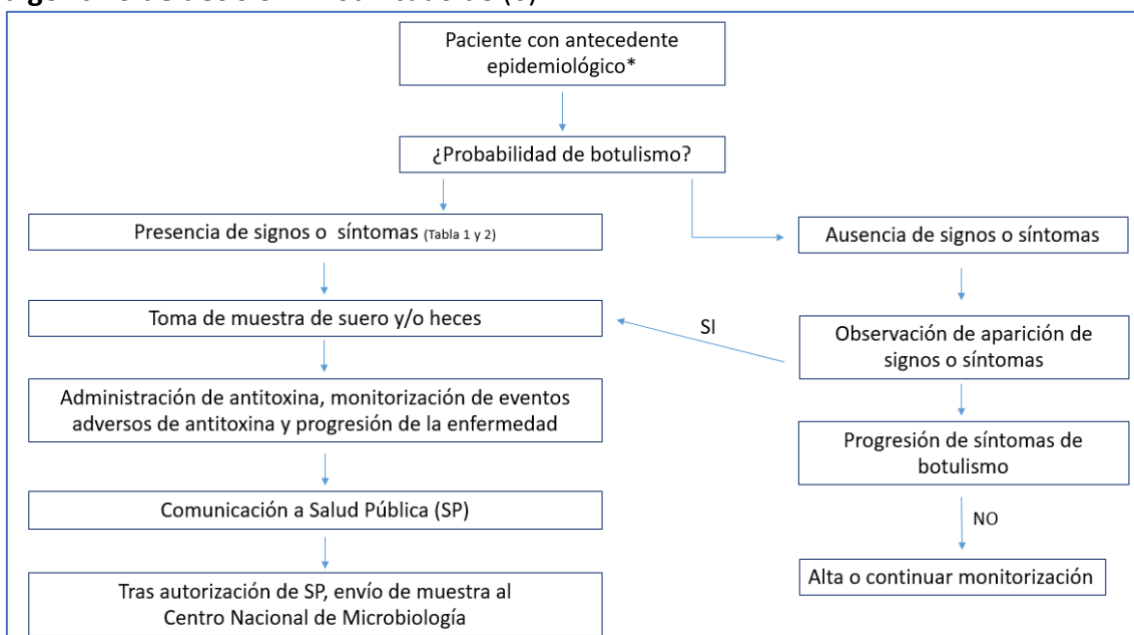 Paciente con antecedente
epidemiológico*
¿Probabilidad de botulismo?
Presencia de signos o síntomas (Tabla 1 y 2)
Ausencia de signos o síntomas
Toma de muestra de suero y/o heces
SI
Observación de aparición de
signos o síntomas
Administración de antitoxina, monitorización de eventos
adversos de antitoxina y progresión de la enfermedad
Progresión de síntomas de
botulismo
Comunicación a Salud Pública (SP)
NO
Tras autorización de SP, envío de muestra al
Centro Nacional de Microbiología
Alta o continuar monitorización